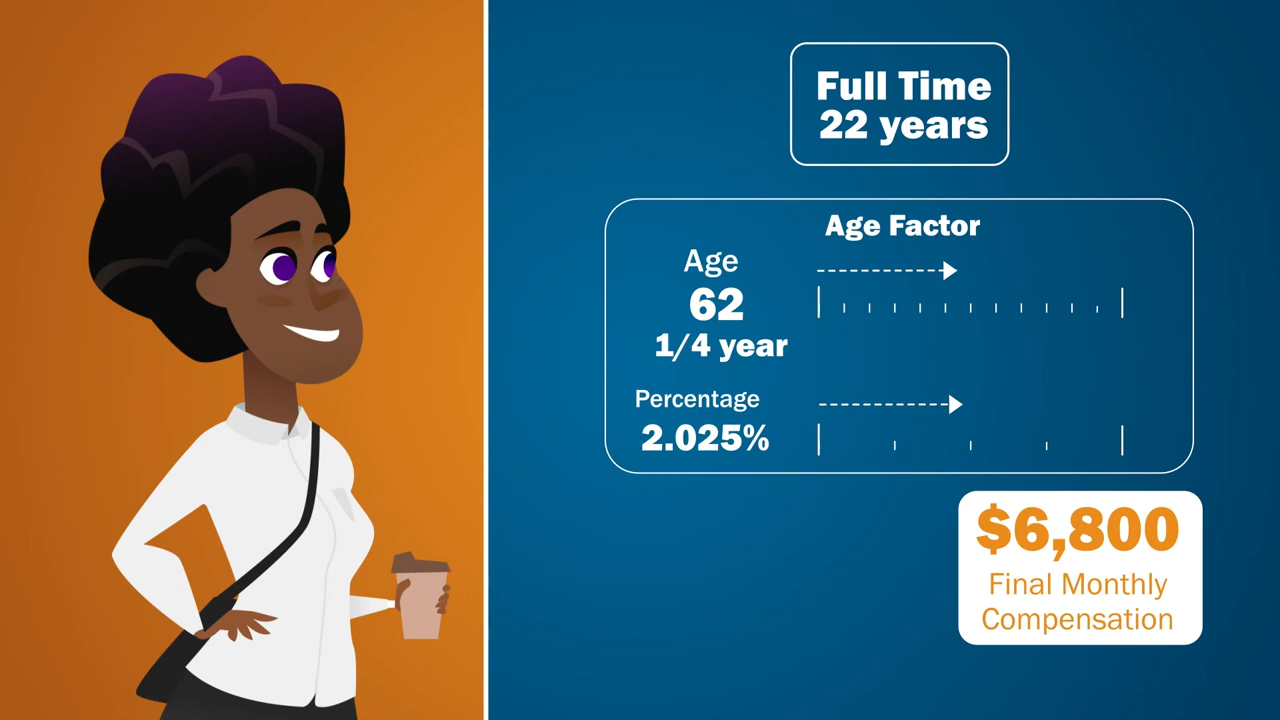 Full Time
22 years
Age Factor
Age
62
1/4 year
Percentage
2.025%
$6,800
Final Monthly
Compensation